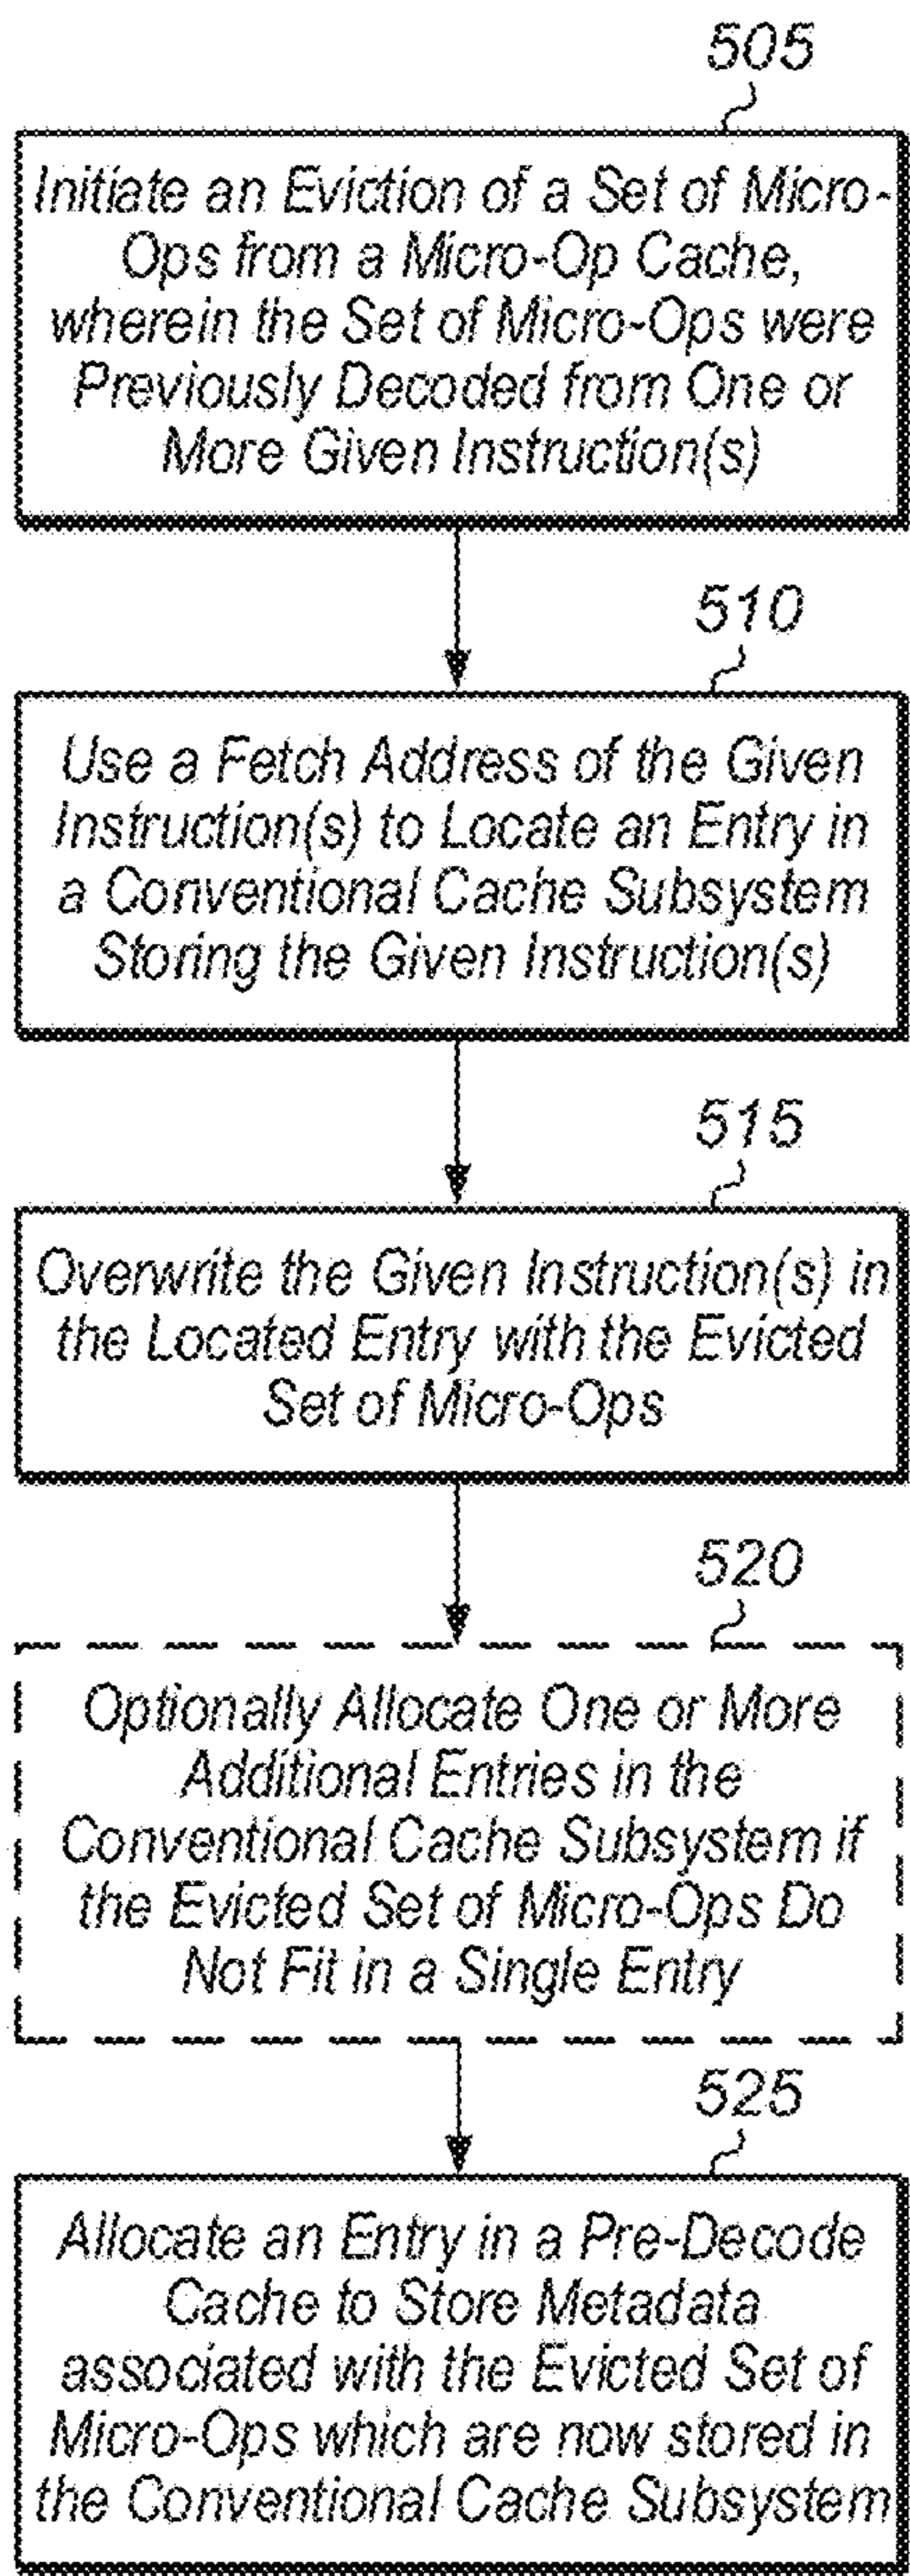 505
Initiate an Eviction of a Set of Micro-
Ops from a Micro-Op Cache,
wherein the Set of Micro-Ops were
Previously Decoded from One or
More Given Instruction(s)
510
Use a Fetch Address of the Given
Instruction(s) to Locate an Entry in
a Conventional Cache Subsystem
Storing the Given Instruction(s)
515
Overwrite the Given Instruction(s) in
the Located Entry with the Evicted
Set of Micro-Ops
520
Optionally Allocate One or More
Additional Entries in the
Conventional Cache Subsystem if
the Evicted Set of Micro-Ops Do
Not Fit in a Single Entry
525
Allocate an Entry in a Pre-Decode
Cache to Store Metadata
associated with the Evicted Set of
Micro-Ops which are now stored in
the Conventional Cache Subsystem